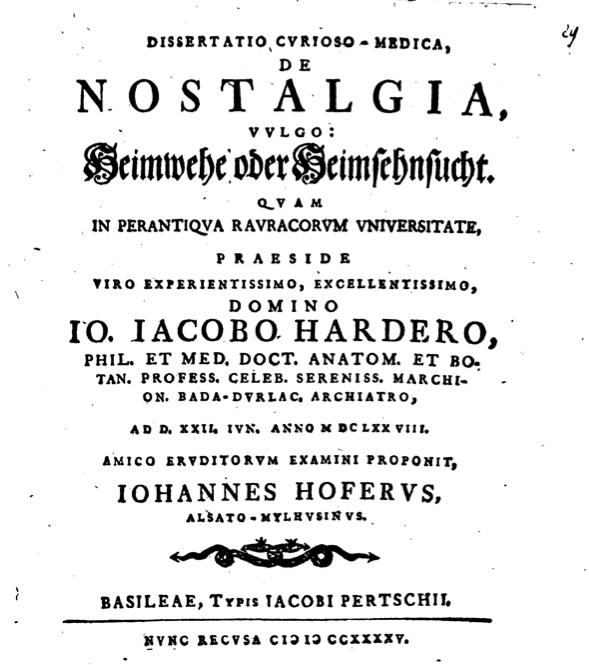 29
DISSERTATIO CVRIOSO-MEDICA,
DE
NOSTALGIA,
VVLGO:
Heimwehe oder Heimsehnsucht.
QVAM
IN PERANTIQVA RAVRACORVM VNIVERSITATE,
PRAESIDE
VIRO EXPERIENTISSIMO, EXCELLENTISSIMO,
DOMINO
IO. IACOBO HARDERO,
PHIL. ET MED. DOCT. ANATOM. ET BO-
TAN. PROFESS. CELEB. SERENISS. MARCHI-
ON. BADA-DVRLAC. ARCHIATRO,
AD D. XXII. IVN. ANNO M DC LXX VIII.
AMICO ERVDITORVM EXAMINI PROPONIT,
IOHANNES HOFERVS,
ALSATO-MYLHVSINVS.
BASILEAE, TYPIS IACOBI PERTSCHII.
NVNC RECVSA CIↃ IↃ CCXXXXV.